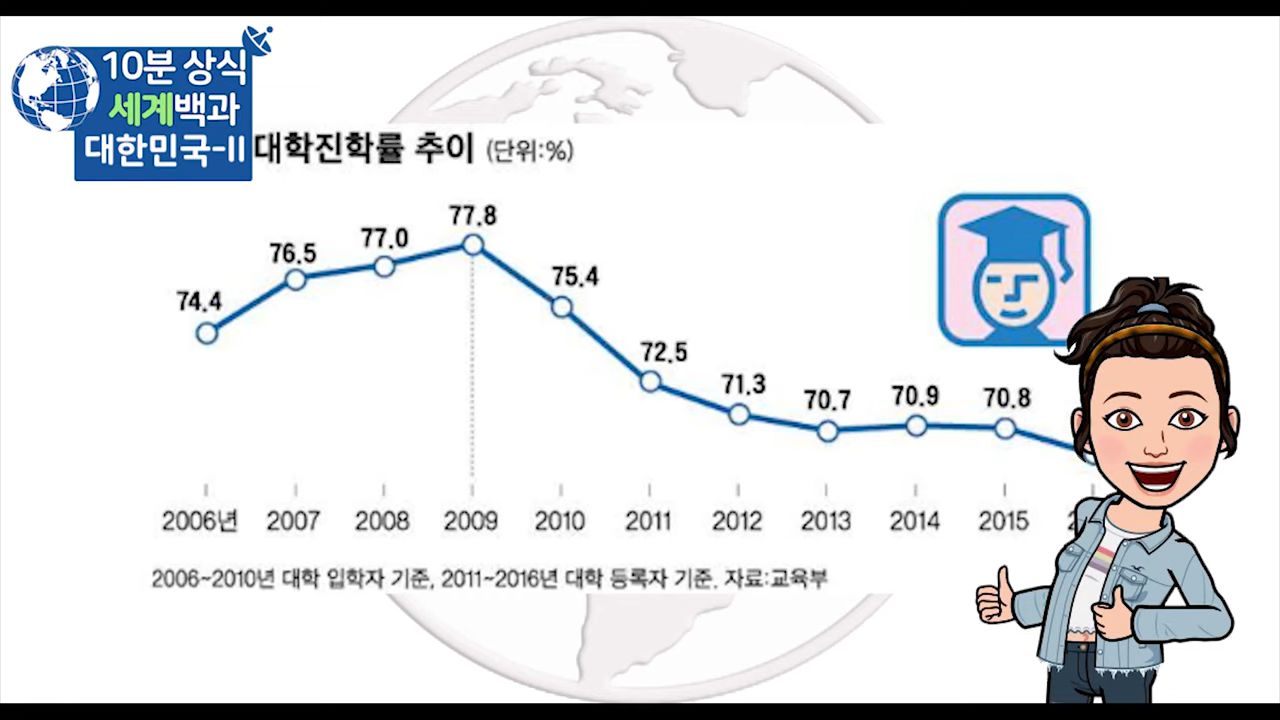 10분 상식
세계백과
대한민국-II
대학진학률 추이 (단위:%)
77.8
76.5
77.0
75.4
74.4
72.5
71.3
70.7
70.9
70.8
2006년 2007 2008 2009 2010 2011 2012 2013 2014 2015
2006~2010년 대학 입학자 기준, 2011~2016년 대학 등록자 기준. 자료:교육부